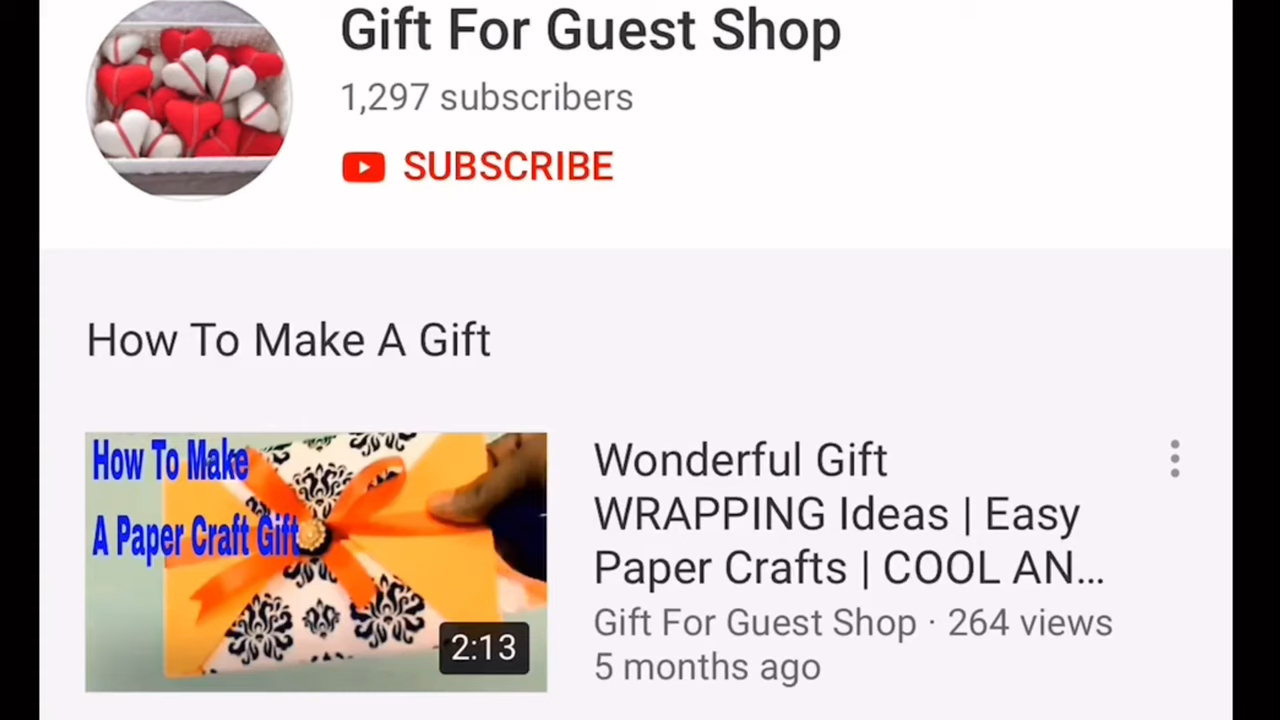 Gift For Guest Shop
1,297 subscribers
SUBSCRIBE
How To Make A Gift
How To Make
A Paper Craft Gift
2:13
Wonderful Gift
WRAPPING Ideas | Easy
Paper Crafts | COOL AN...
Gift For Guest Shop · 264 views
5 months ago